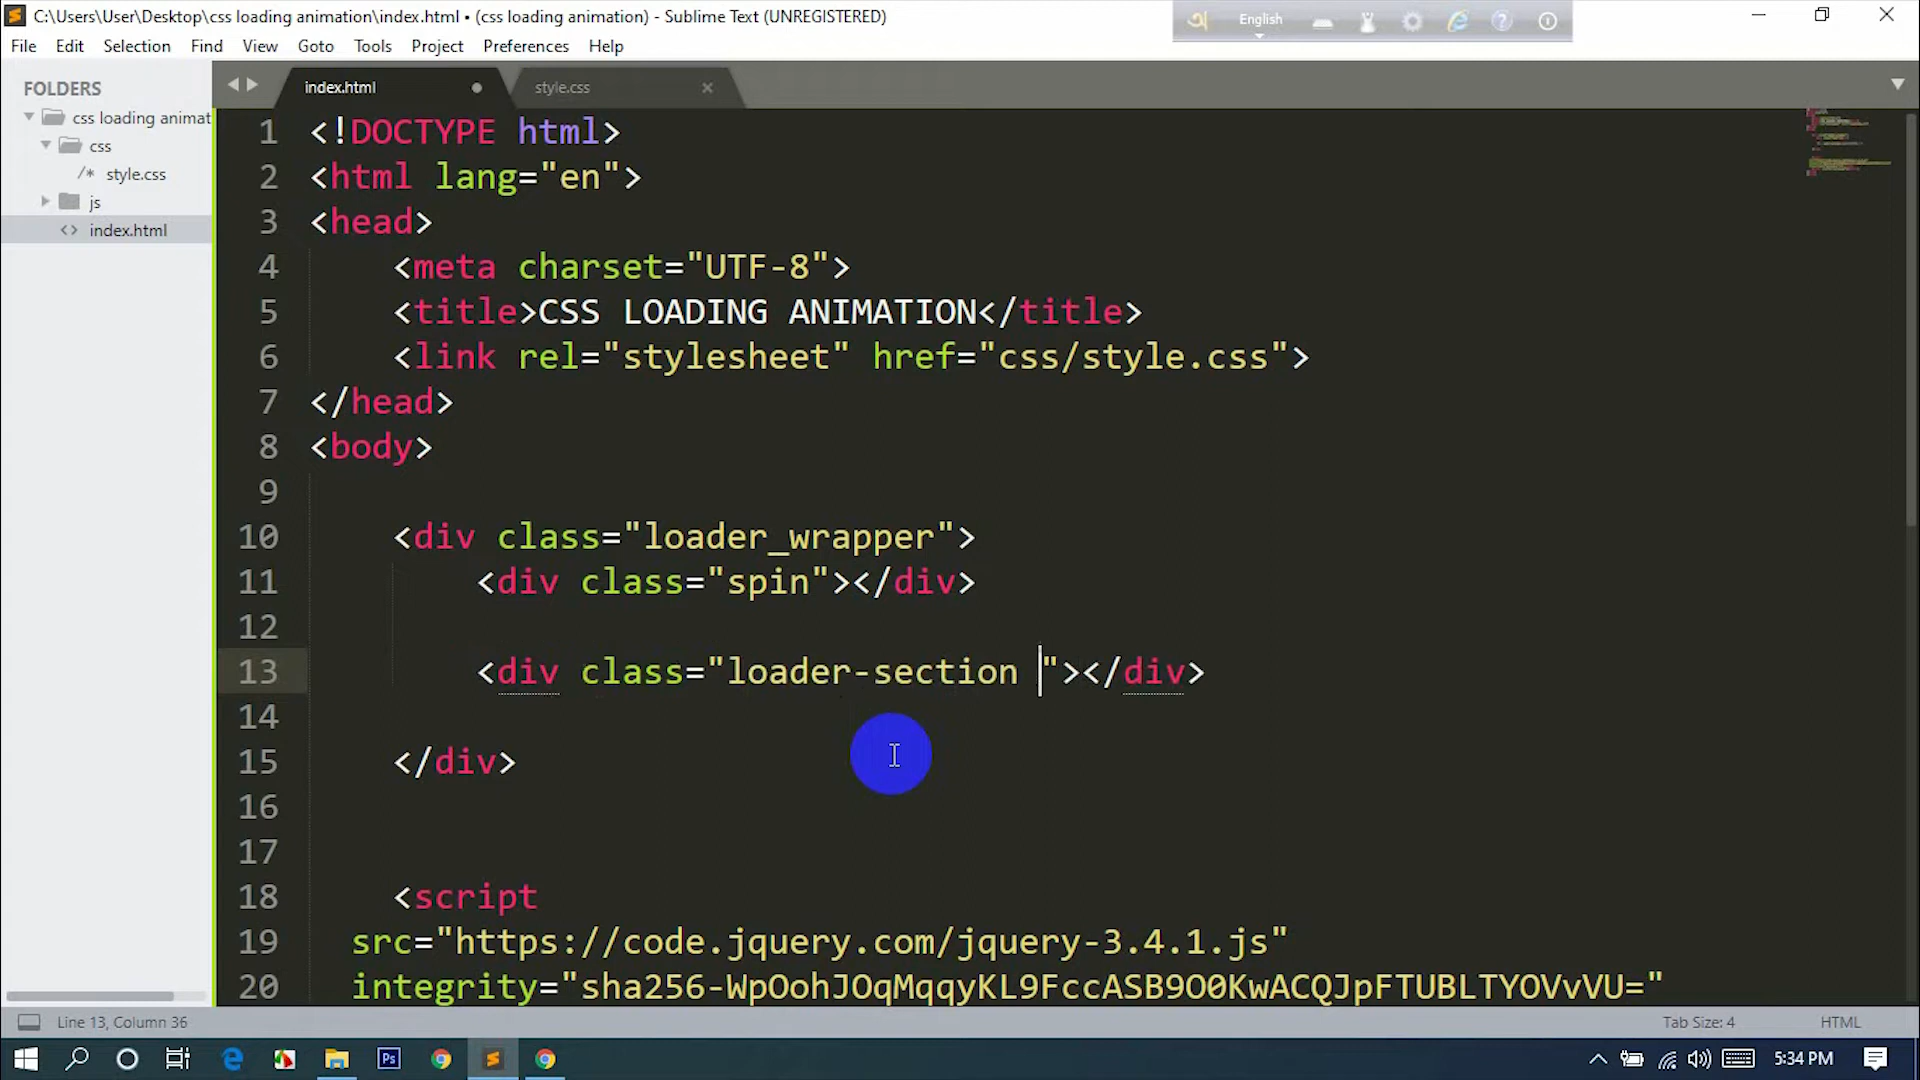 C:\Users\User\Desktop\css loading animation\index.html • (css loading animation) - Sublime Text (UNREGISTERED)
English
File Edit Selection Find View Goto Tools Project Preferences Help
FOLDERS
css loading animat
css
/* style.css
js
<> index.html
index.html
style.css
1 <!DOCTYPE html>
2 <html lang="en">
3 <head>
4 <meta charset="UTF-8">
5 <title>CSS LOADING ANIMATION</title>
6 <link rel="stylesheet" href="css/style.css">
7 </head>
8 <body>
9
10 <div class="loader_wrapper">
11 <div class="spin"></div>
12
13 <div class="loader-section "></div>
14
15 </div>
16
17
18 <script
19 src="https://code.jquery.com/jquery-3.4.1.js"
20 integrity="sha256-WpOohJOqMqqyKL9FccASB9O0KwACQJpFTUBLTYOVvVU="
Line 13, Column 36
Tab Size: 4
HTML
Ps
5:34 PM